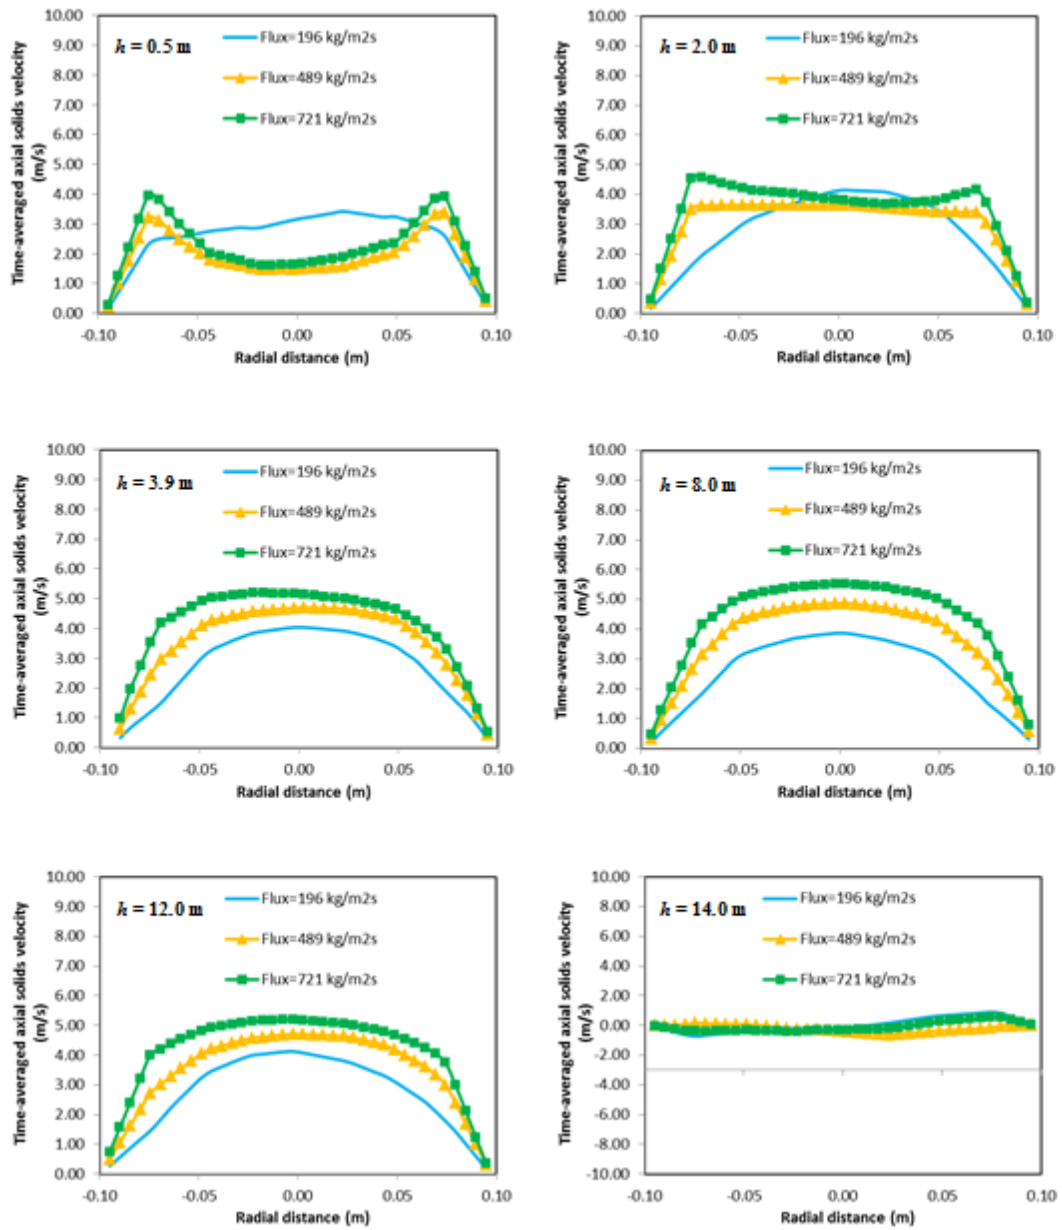 10.00
9.00
8.00
7.00
6.00
5.00
4.00
3.00
2.00
1.00
0.00
Time-averaged axial solids velocity
(m/s)
h = 0.5 m
Flux=196 kg/m2s
Flux=489 kg/m2s
Flux=721 kg/m2s
-0.10 -0.05 0.00 0.05 0.10
Radial distance (m)
10.00
9.00
8.00
7.00
6.00
5.00
4.00
3.00
2.00
1.00
0.00
Time-averaged axial solids velocity
(m/s)
h = 2.0 m
Flux=196 kg/m2s
Flux=489 kg/m2s
Flux=721 kg/m2s
-0.10 -0.05 0.00 0.05 0.10
Radial distance (m)
10.00
9.00
8.00
7.00
6.00
5.00
4.00
3.00
2.00
1.00
0.00
Time-averaged axial solids velocity
(m/s)
h = 3.9 m
Flux=196 kg/m2s
Flux=489 kg/m2s
Flux=721 kg/m2s
-0.10 -0.05 0.00 0.05 0.10
Radial distance (m)
10.00
9.00
8.00
7.00
6.00
5.00
4.00
3.00
2.00
1.00
0.00
Time-averaged axial solids velocity
(m/s)
h = 8.0 m
Flux=196 kg/m2s
Flux=489 kg/m2s
Flux=721 kg/m2s
-0.10 -0.05 0.00 0.05 0.10
Radial distance (m)
10.00
9.00
8.00
7.00
6.00
5.00
4.00
3.00
2.00
1.00
0.00
Time-averaged axial solids velocity
(m/s)
h = 12.0 m
Flux=196 kg/m2s
Flux=489 kg/m2s
Flux=721 kg/m2s
-0.10 -0.05 0.00 0.05 0.10
Radial distance (m)
10.00
8.00
6.00
4.00
2.00
0.00
-2.00
-4.00
-6.00
-8.00
-10.00
Time-averaged axial solids velocity
(m/s)
h = 14.0 m
Flux=196 kg/m2s
Flux=489 kg/m2s
Flux=721 kg/m2s
-0.10 -0.05 0.00 0.05 0.10
Radial distance (m)